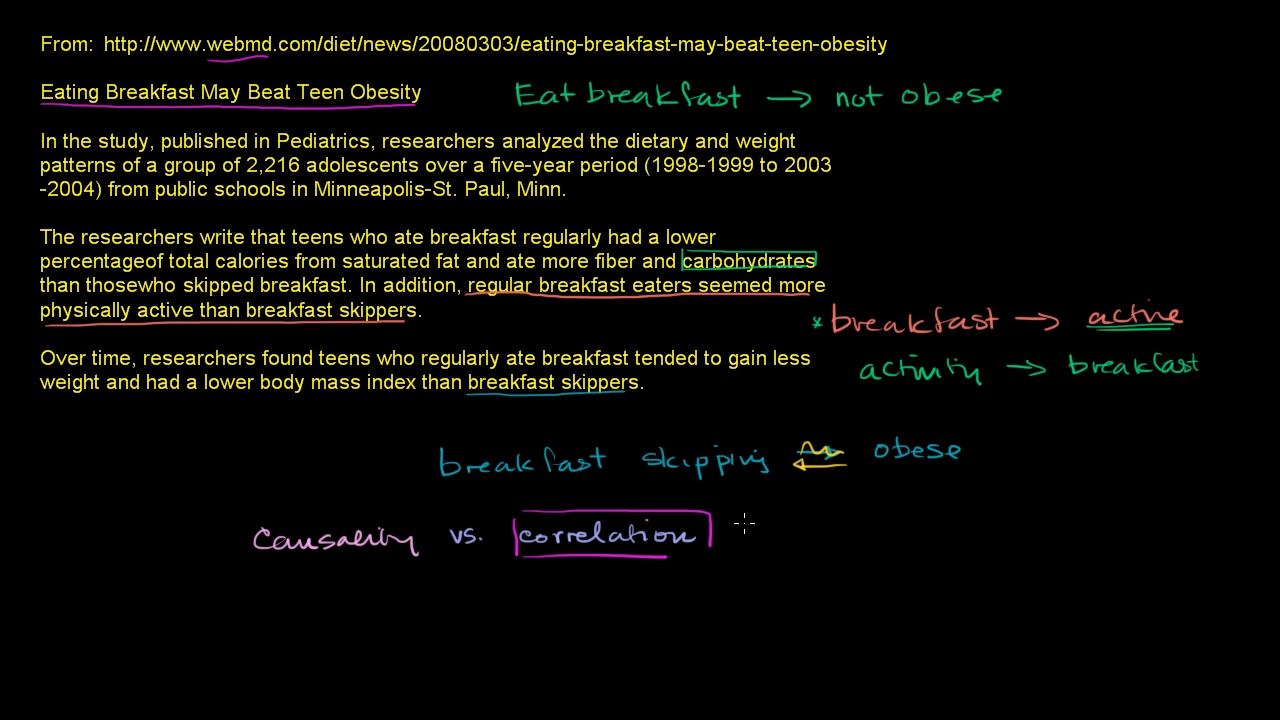 From: http://www.webmd.com/diet/news/20080303/eating-breakfast-may-beat-teen-obesity
Eating Breakfast May Beat Teen Obesity
Eat breakfast → not obese
In the study, published in Pediatrics, researchers analyzed the dietary and weight
patterns of a group of 2,216 adolescents over a five-year period (1998-1999 to 2003
-2004) from public schools in Minneapolis-St. Paul, Minn.
The researchers write that teens who ate breakfast regularly had a lower
percentageof total calories from saturated fat and ate more fiber and carbohydrates
than thosewho skipped breakfast. In addition, regular breakfast eaters seemed more
physically active than breakfast skippers.
* breakfast → active
activity → breakfast
Over time, researchers found teens who regularly ate breakfast tended to gain less
weight and had a lower body mass index than breakfast skippers.
breakfast skipping ⇄ obese
Causality vs. correlation